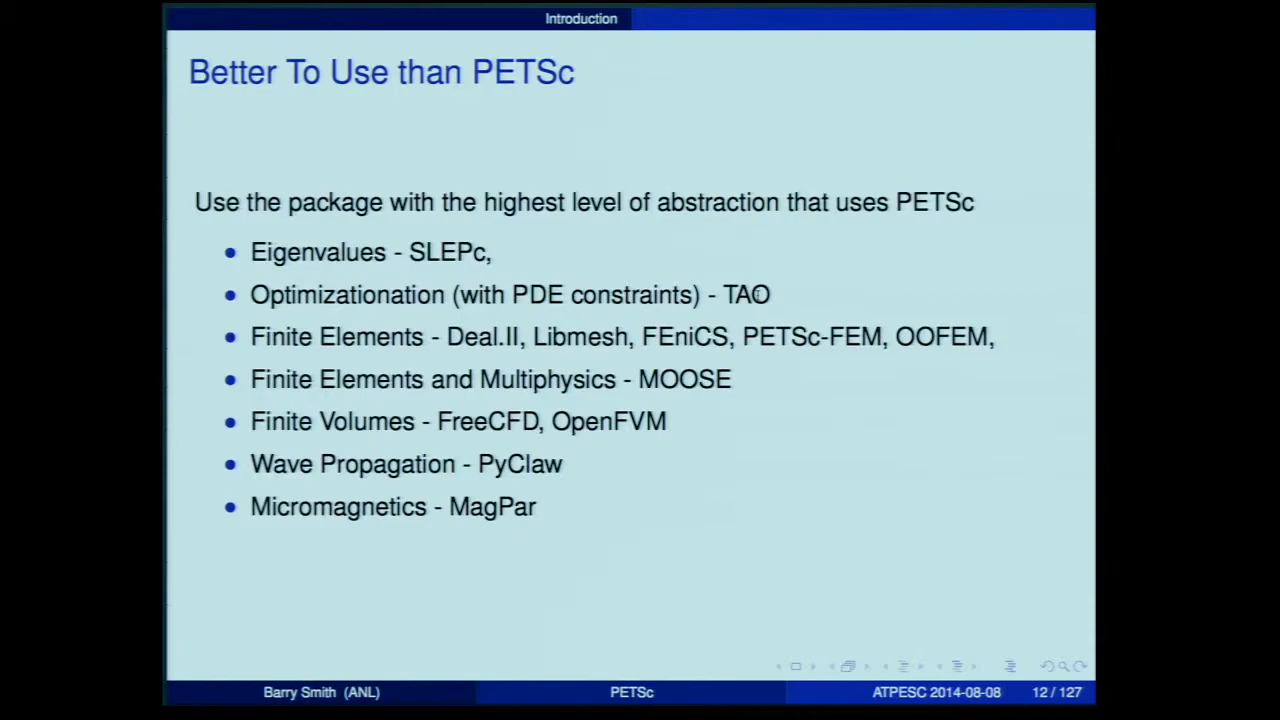 Introduction
Better To Use than PETSc
Use the package with the highest level of abstraction that uses PETSc
Eigenvalues - SLEPc,
Optimizationation (with PDE constraints) - TAO
Finite Elements - Deal.II, Libmesh, FEniCS, PETSc-FEM, OOFEM,
Finite Elements and Multiphysics - MOOSE
Finite Volumes - FreeCFD, OpenFVM
Wave Propagation - PyClaw
Micromagnetics - MagPar
Barry Smith (ANL) PETSc ATPESC 2014-08-08 12 / 127